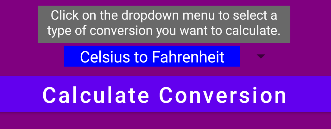 Click on the dropdown menu to select a
type of conversion you want to calculate.
Celsius to Fahrenheit
Calculate Conversion